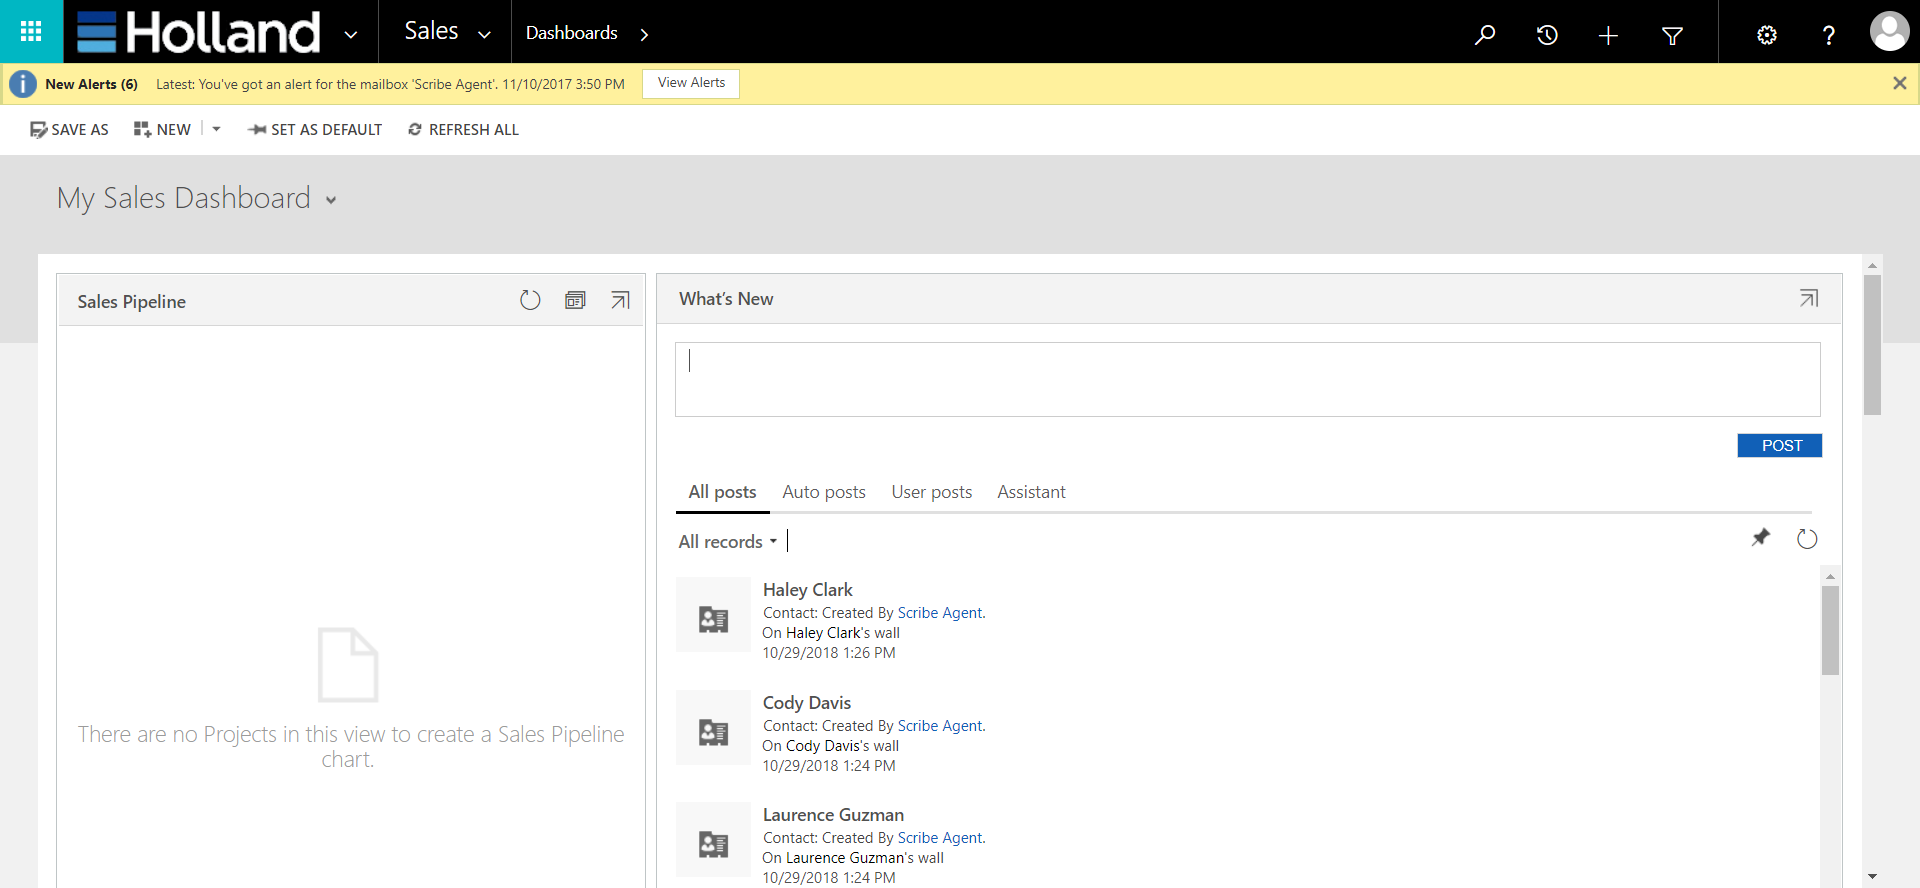 Holland
Sales
Dashboards
New Alerts (6) Latest: You've got an alert for the mailbox 'Scribe Agent'. 11/10/2017 3:50 PM View Alerts
SAVE AS NEW SET AS DEFAULT REFRESH ALL
My Sales Dashboard
Sales Pipeline
There are no Projects in this view to create a Sales Pipeline
chart.
What's New
POST
All posts Auto posts User posts Assistant
All records
Haley Clark
Contact: Created By Scribe Agent.
On Haley Clark's wall
10/29/2018 1:26 PM
Cody Davis
Contact: Created By Scribe Agent.
On Cody Davis's wall
10/29/2018 1:24 PM
Laurence Guzman
Contact: Created By Scribe Agent.
On Laurence Guzman's wall
10/29/2018 1:24 PM